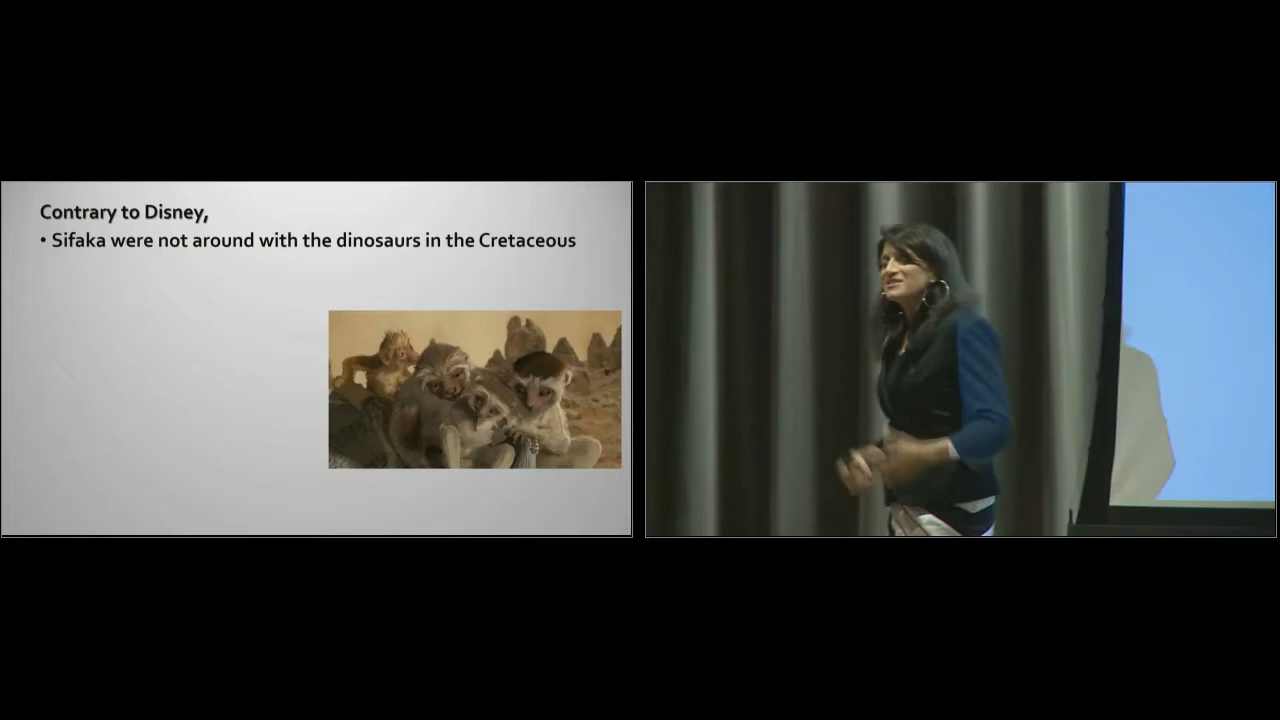 Contrary to Disney,
• Sifaka were not around with the dinosaurs in the Cretaceous